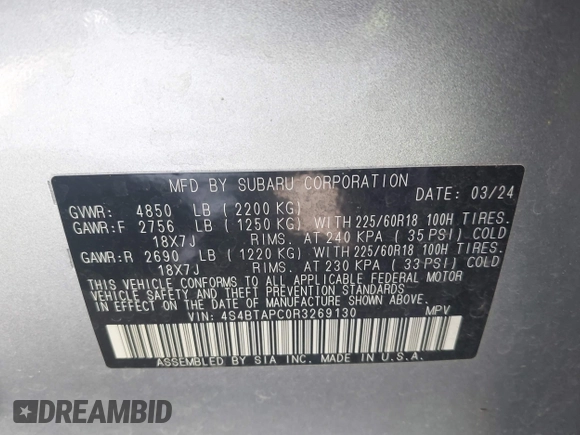 MFD BY SUBARU CORPORATION
DATE: 03/24
GVWR: 4850 LB ( 2200 KG)
GAWR:F 2756 LB ( 1250 KG) WITH 225/60R18 100H TIRES.
18X7J RIMS. AT 240 KPA ( 35 PSI) COLD
GAWR:R 2690 LB ( 1220 KG) WITH 225/60R18 100H TIRES.
18X7J RIMS. AT 230 KPA ( 33 PSI) COLD
THIS VEHICLE CONFORMS TO ALL APPLICABLE FEDERAL MOTOR
VEHICLE SAFETY AND THEFT PREVENTION STANDARDS IN EFFECT ON THE
DATE OF MANUFACTURE SHOWN ABOVE.
VIN: 4S4BTAPC0R3269130 MPV
ASSEMBLED BY SIA INC. MADE IN U.S.A.
DREAMBID